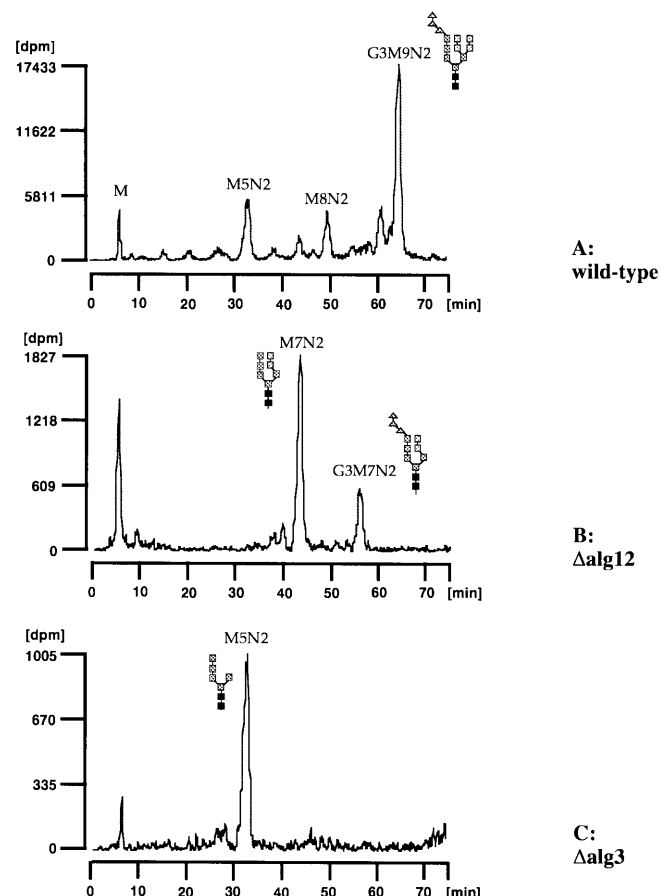 [dpm]
17433
11622
5811
0
M
M5N2
M8N2
G3M9N2
0 10 20 30 40 50 60 70 [min]
A:
wild-type
[dpm]
1827
1218
609
0
M7N2
G3M7N2
0 10 20 30 40 50 60 70 [min]
B:
Δalg12
[dpm]
1005
670
335
0
M5N2
0 10 20 30 40 50 60 70 [min]
C:
Δalg3